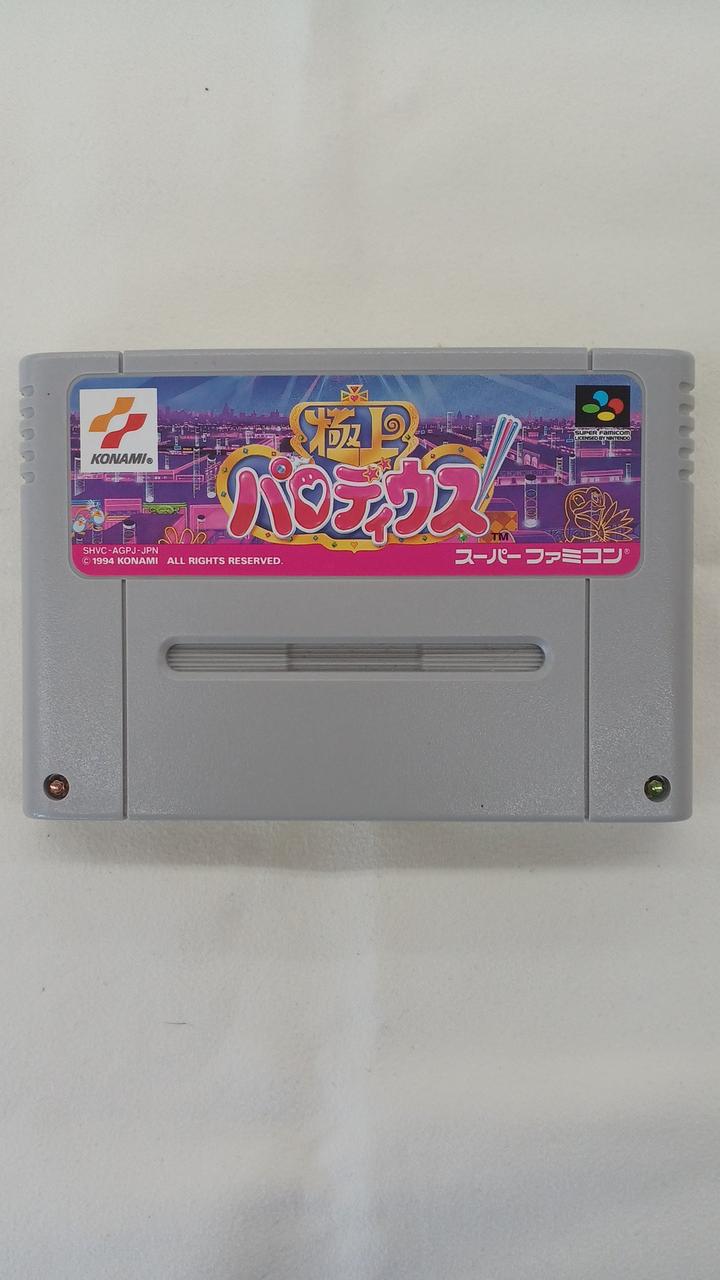 KONAMI®
極上
パロディウス
TM
SUPER FAMICOM
LICENSED BY NINTENDO
SHVC-AGPJ-JPN
© 1994 KONAMI ALL RIGHTS RESERVED.
スーパーファミコン®